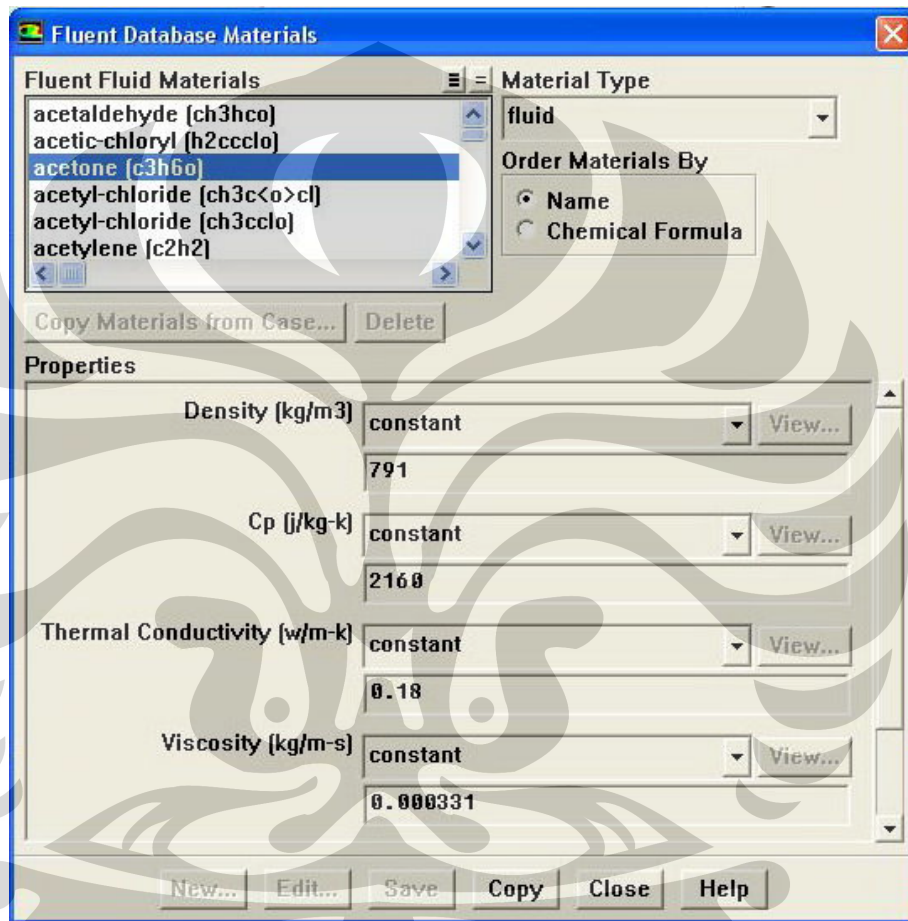 Fluent Database Materials
Fluent Fluid Materials
acetaldehyde (ch3hco)
acetic-chloryl (h2ccclo)
acetone (c3h6o)
acetyl-chloride (ch3c<o>cl)
acetyl-chloride (ch3cclo)
acetylene (c2h2)
Material Type
fluid
Order Materials By
Name
Chemical Formula
Copy Materials from Case... Delete
Properties
Density (kg/m3) constant View...
791
Cp (j/kg-k) constant View...
2160
Thermal Conductivity (w/m-k) constant View...
0.18
Viscosity (kg/m-s) constant View...
0.000331
New... Edit... Save Copy Close Help